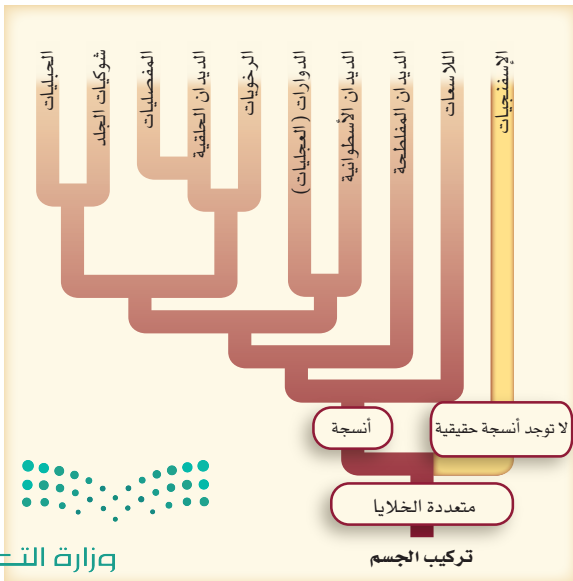 الإسفنجيات
اللاسعات
الديدان المفلطحة
الديدان الأسطوانية
الدوارات (العجليات)
الرخويات
الديدان الحلقية
المفصليات
شوكيات الجلد
الحبليات
لا توجد أنسجة حقيقية
أنسجة
متعددة الخلايا
تركيب الجسم
وزارة التـ